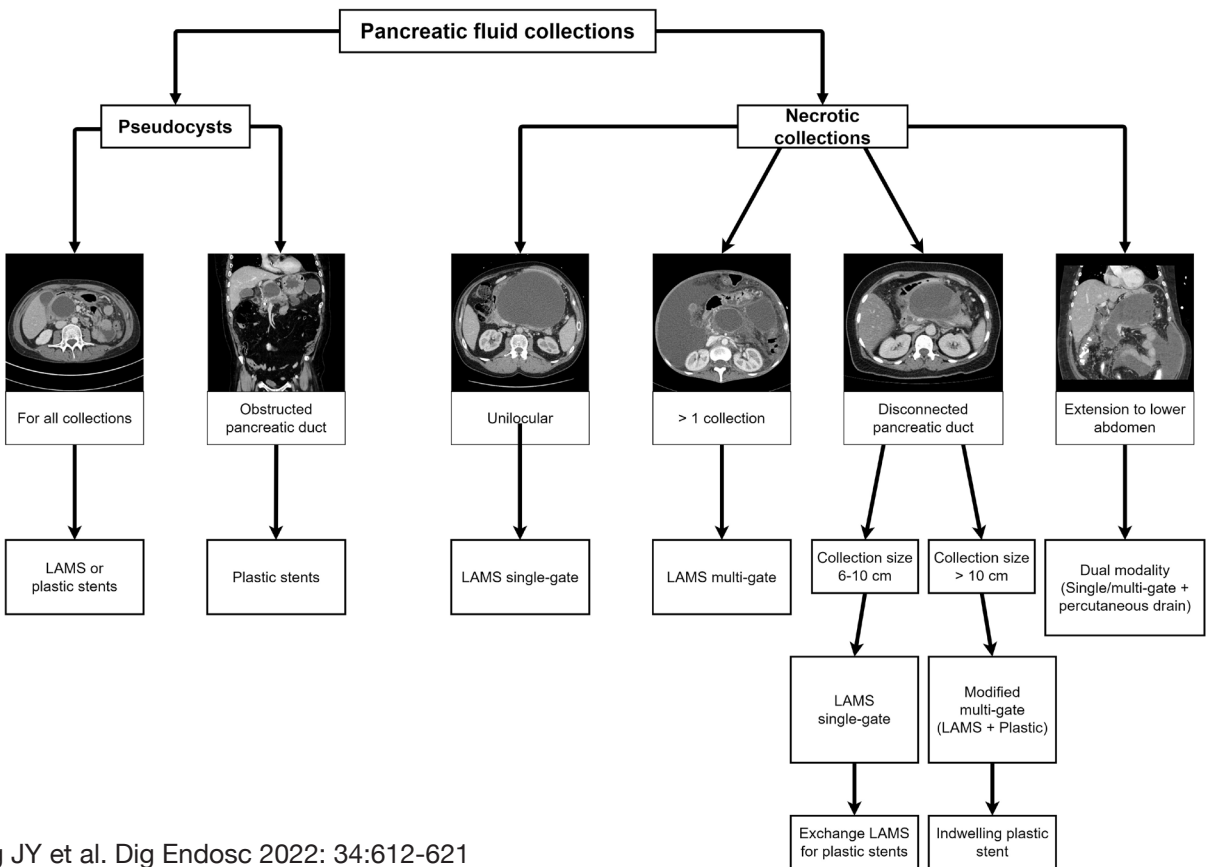 Pancreatic fluid collections
Pseudocysts
Necrotic
collections
For all collections
Obstructed
pancreatic duct
Unilocular
> 1 collection
Disconnected
pancreatic duct
Extension to lower
abdomen
LAMS or
plastic stents
Plastic stents
LAMS single-gate
LAMS multi-gate
Collection size
6-10 cm
Collection size
> 10 cm
Dual modality
(Single/multi-gate +
percutaneous drain)
LAMS
single-gate
Modified
multi-gate
(LAMS + Plastic)
Exchange LAMS
for plastic stents
Indwelling plastic
stent
JY et al. Dig Endosc 2022: 34:612-621